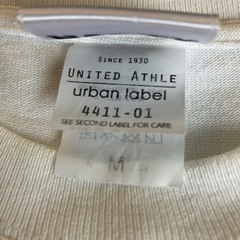 SINCE 1930
UNITED ATHLE
urban label
4411-01
SEE SECOND LABEL FOR CARE
M